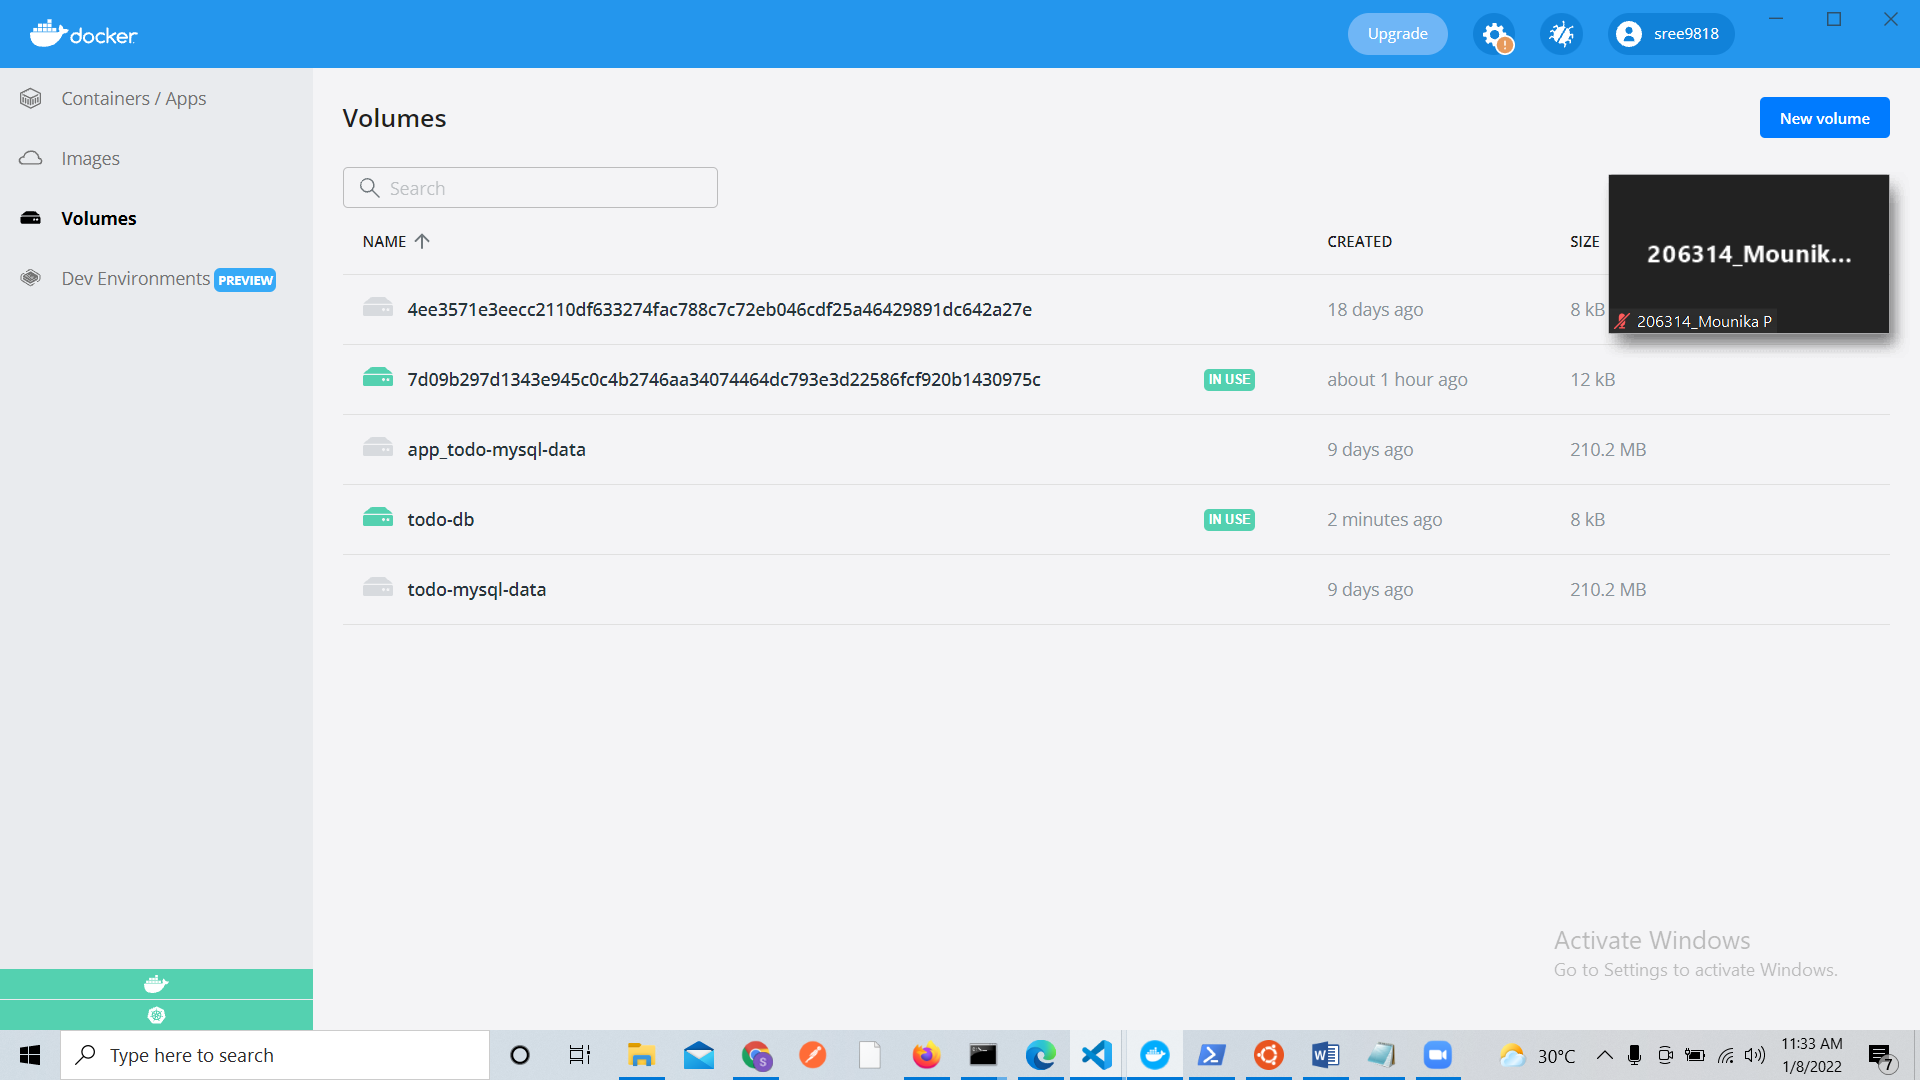 docker
Upgrade
!
sree9818
Containers / Apps
Images
Volumes
Dev Environments PREVIEW
Volumes
New volume
Search
NAME CREATED SIZE
4ee3571e3eecc2110df633274fac788c7c72eb046cdf25a46429891dc642a27e 18 days ago 8 kB
7d09b297d1343e945c0c4b2746aa34074464dc793e3d22586fcf920b1430975c IN USE about 1 hour ago 12 kB
app_todo-mysql-data 9 days ago 210.2 MB
todo-db IN USE 2 minutes ago 8 kB
todo-mysql-data 9 days ago 210.2 MB
206314_Mounik...
206314_Mounika P
Activate Windows
Go to Settings to activate Windows.
Type here to search
S
W
30°C
11:33 AM
1/8/2022
7